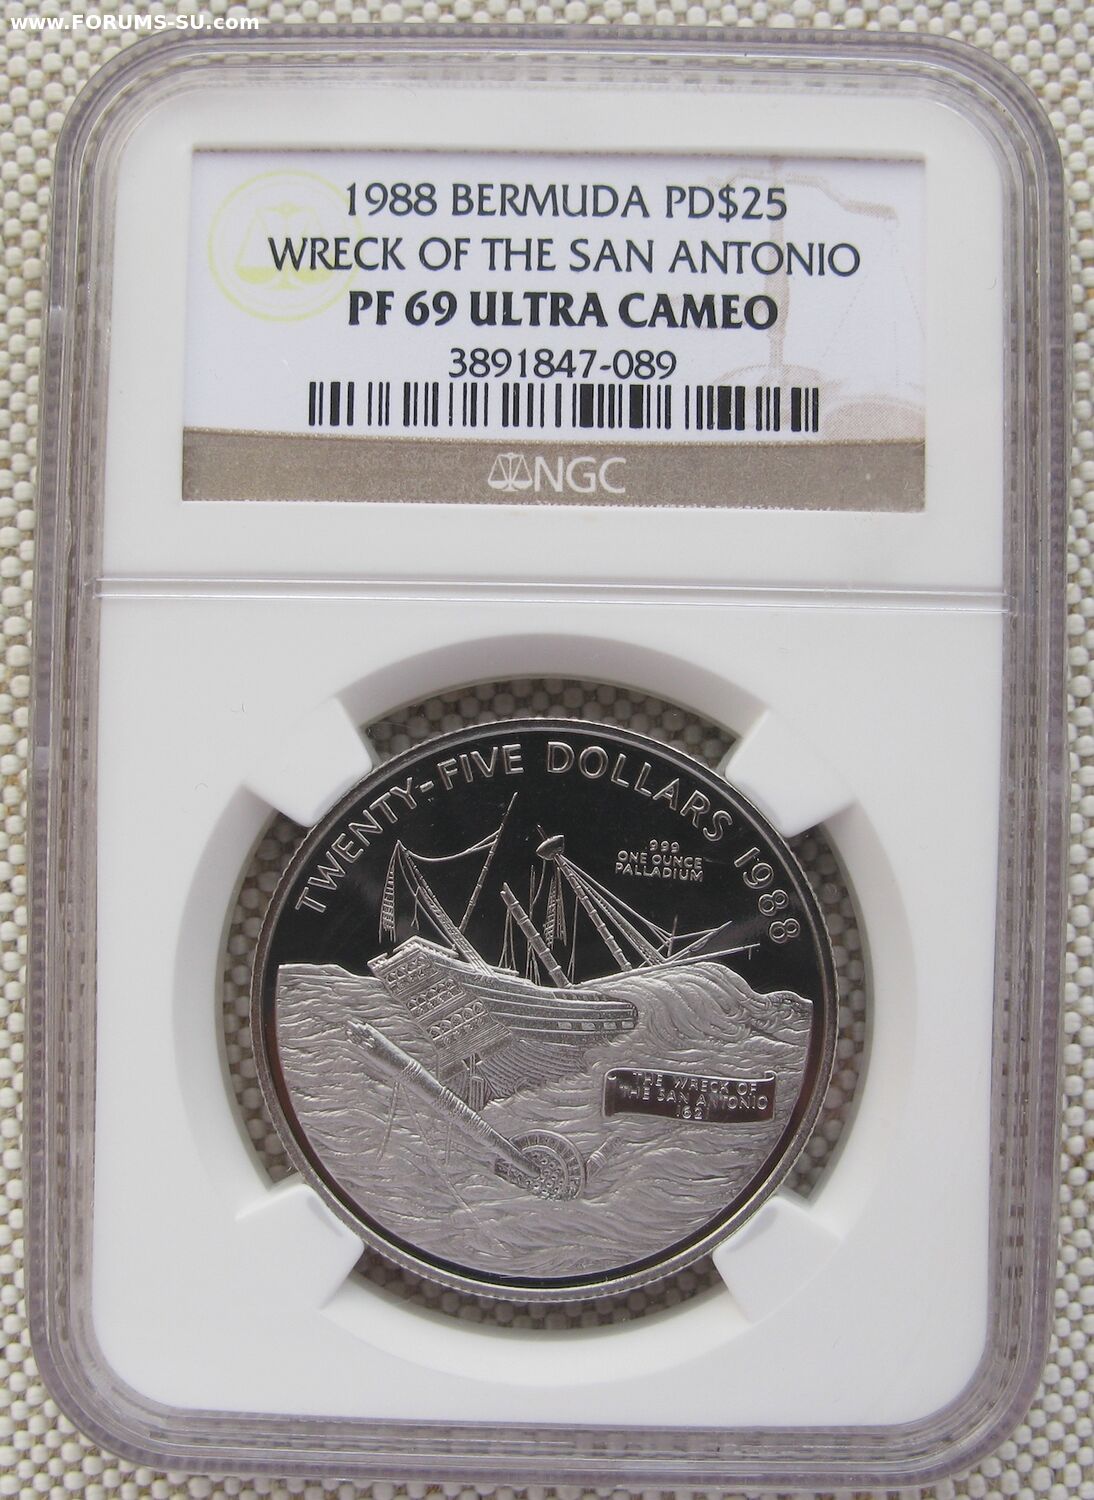 www.FORUMS-SU.com
1988 BERMUDA PD$25
WRECK OF THE SAN ANTONIO
PF 69 ULTRA CAMEO
3891847-089
NGC
TWENTY-FIVE DOLLARS 1988
.999
ONE OUNCE
PALLADIUM
THE WRECK OF
THE SAN ANTONIO
1621